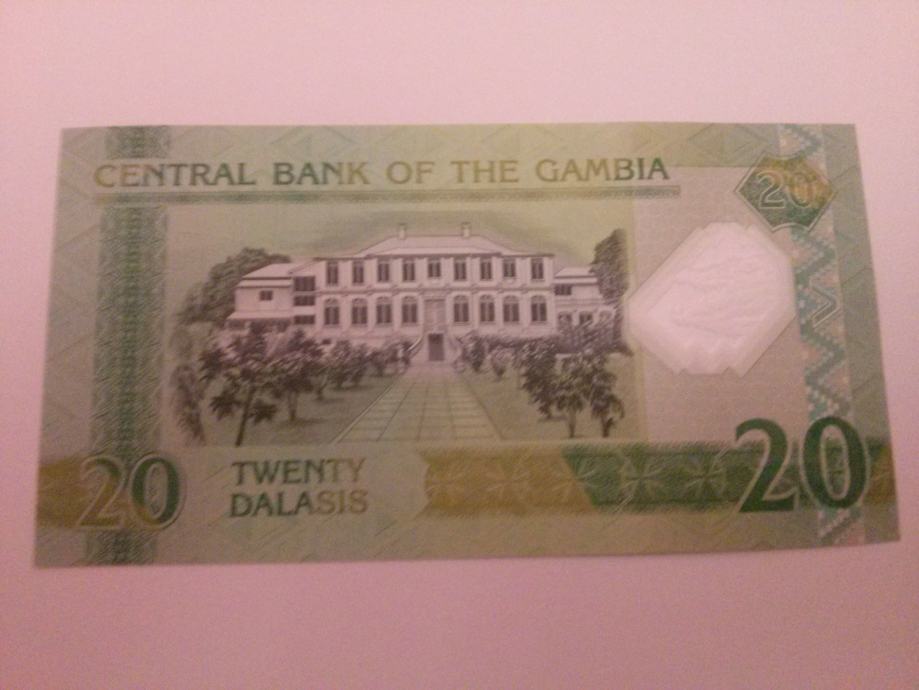 CENTRAL BANK OF THE GAMBIA
20
20
TWENTY
DALASIS
20